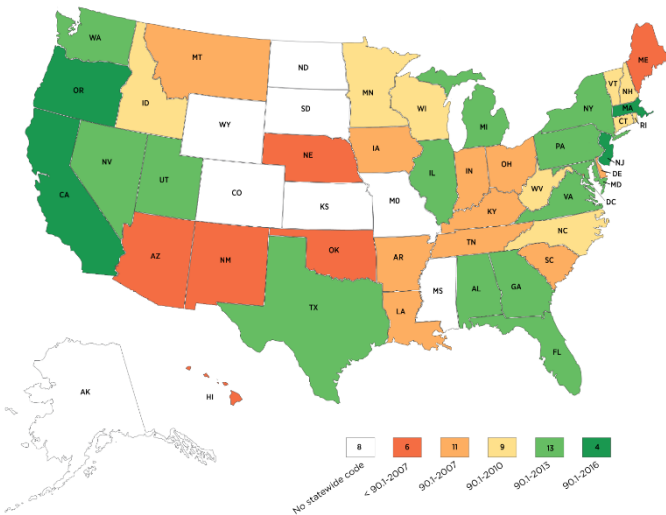 WA
MT
ND
ME
OR
ID
MN
VT
NH
SD
WI
NY
MA
WY
MI
CT
RI
IA
PA
NE
NV
NJ
IL
IN
OH
DE
UT
MD
CO
WV
VA
DC
CA
KS
MO
KY
NC
TN
OK
AZ
NM
AR
SC
MS
AL
GA
TX
LA
FL
AK
HI
8
6
11
9
13
4
No statewide code
< 90.1-2007
90.1-2007
90.1-2010
90.1-2013
90.1-2016